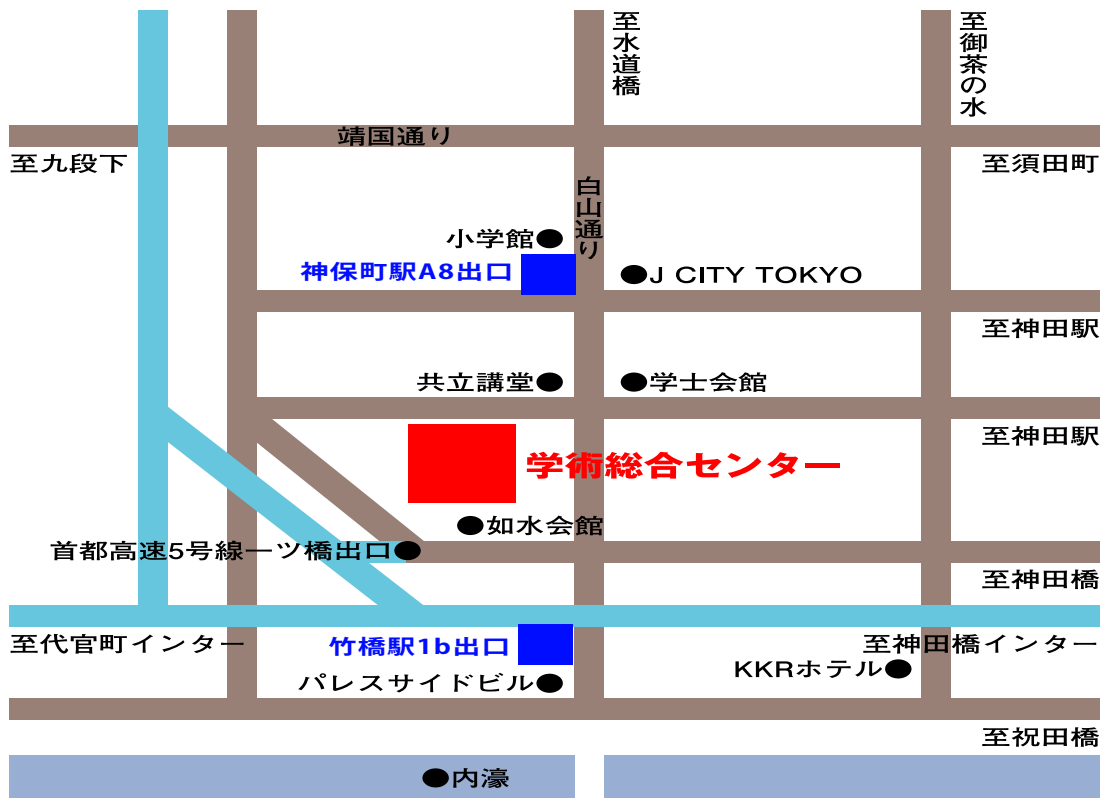 至水道橋
至御茶の水
靖国通り
至九段下
至須田町
白山通り
小学館
神保町駅A8出口
J CITY TOKYO
至神田駅
共立講堂
学士会館
至神田駅
学術総合センター
如水会館
首都高速5号線一ツ橋出口
至神田橋
至代官町インター
竹橋駅1b出口
至神田橋インター
KKRホテル
パレスサイドビル
至祝田橋
内濠